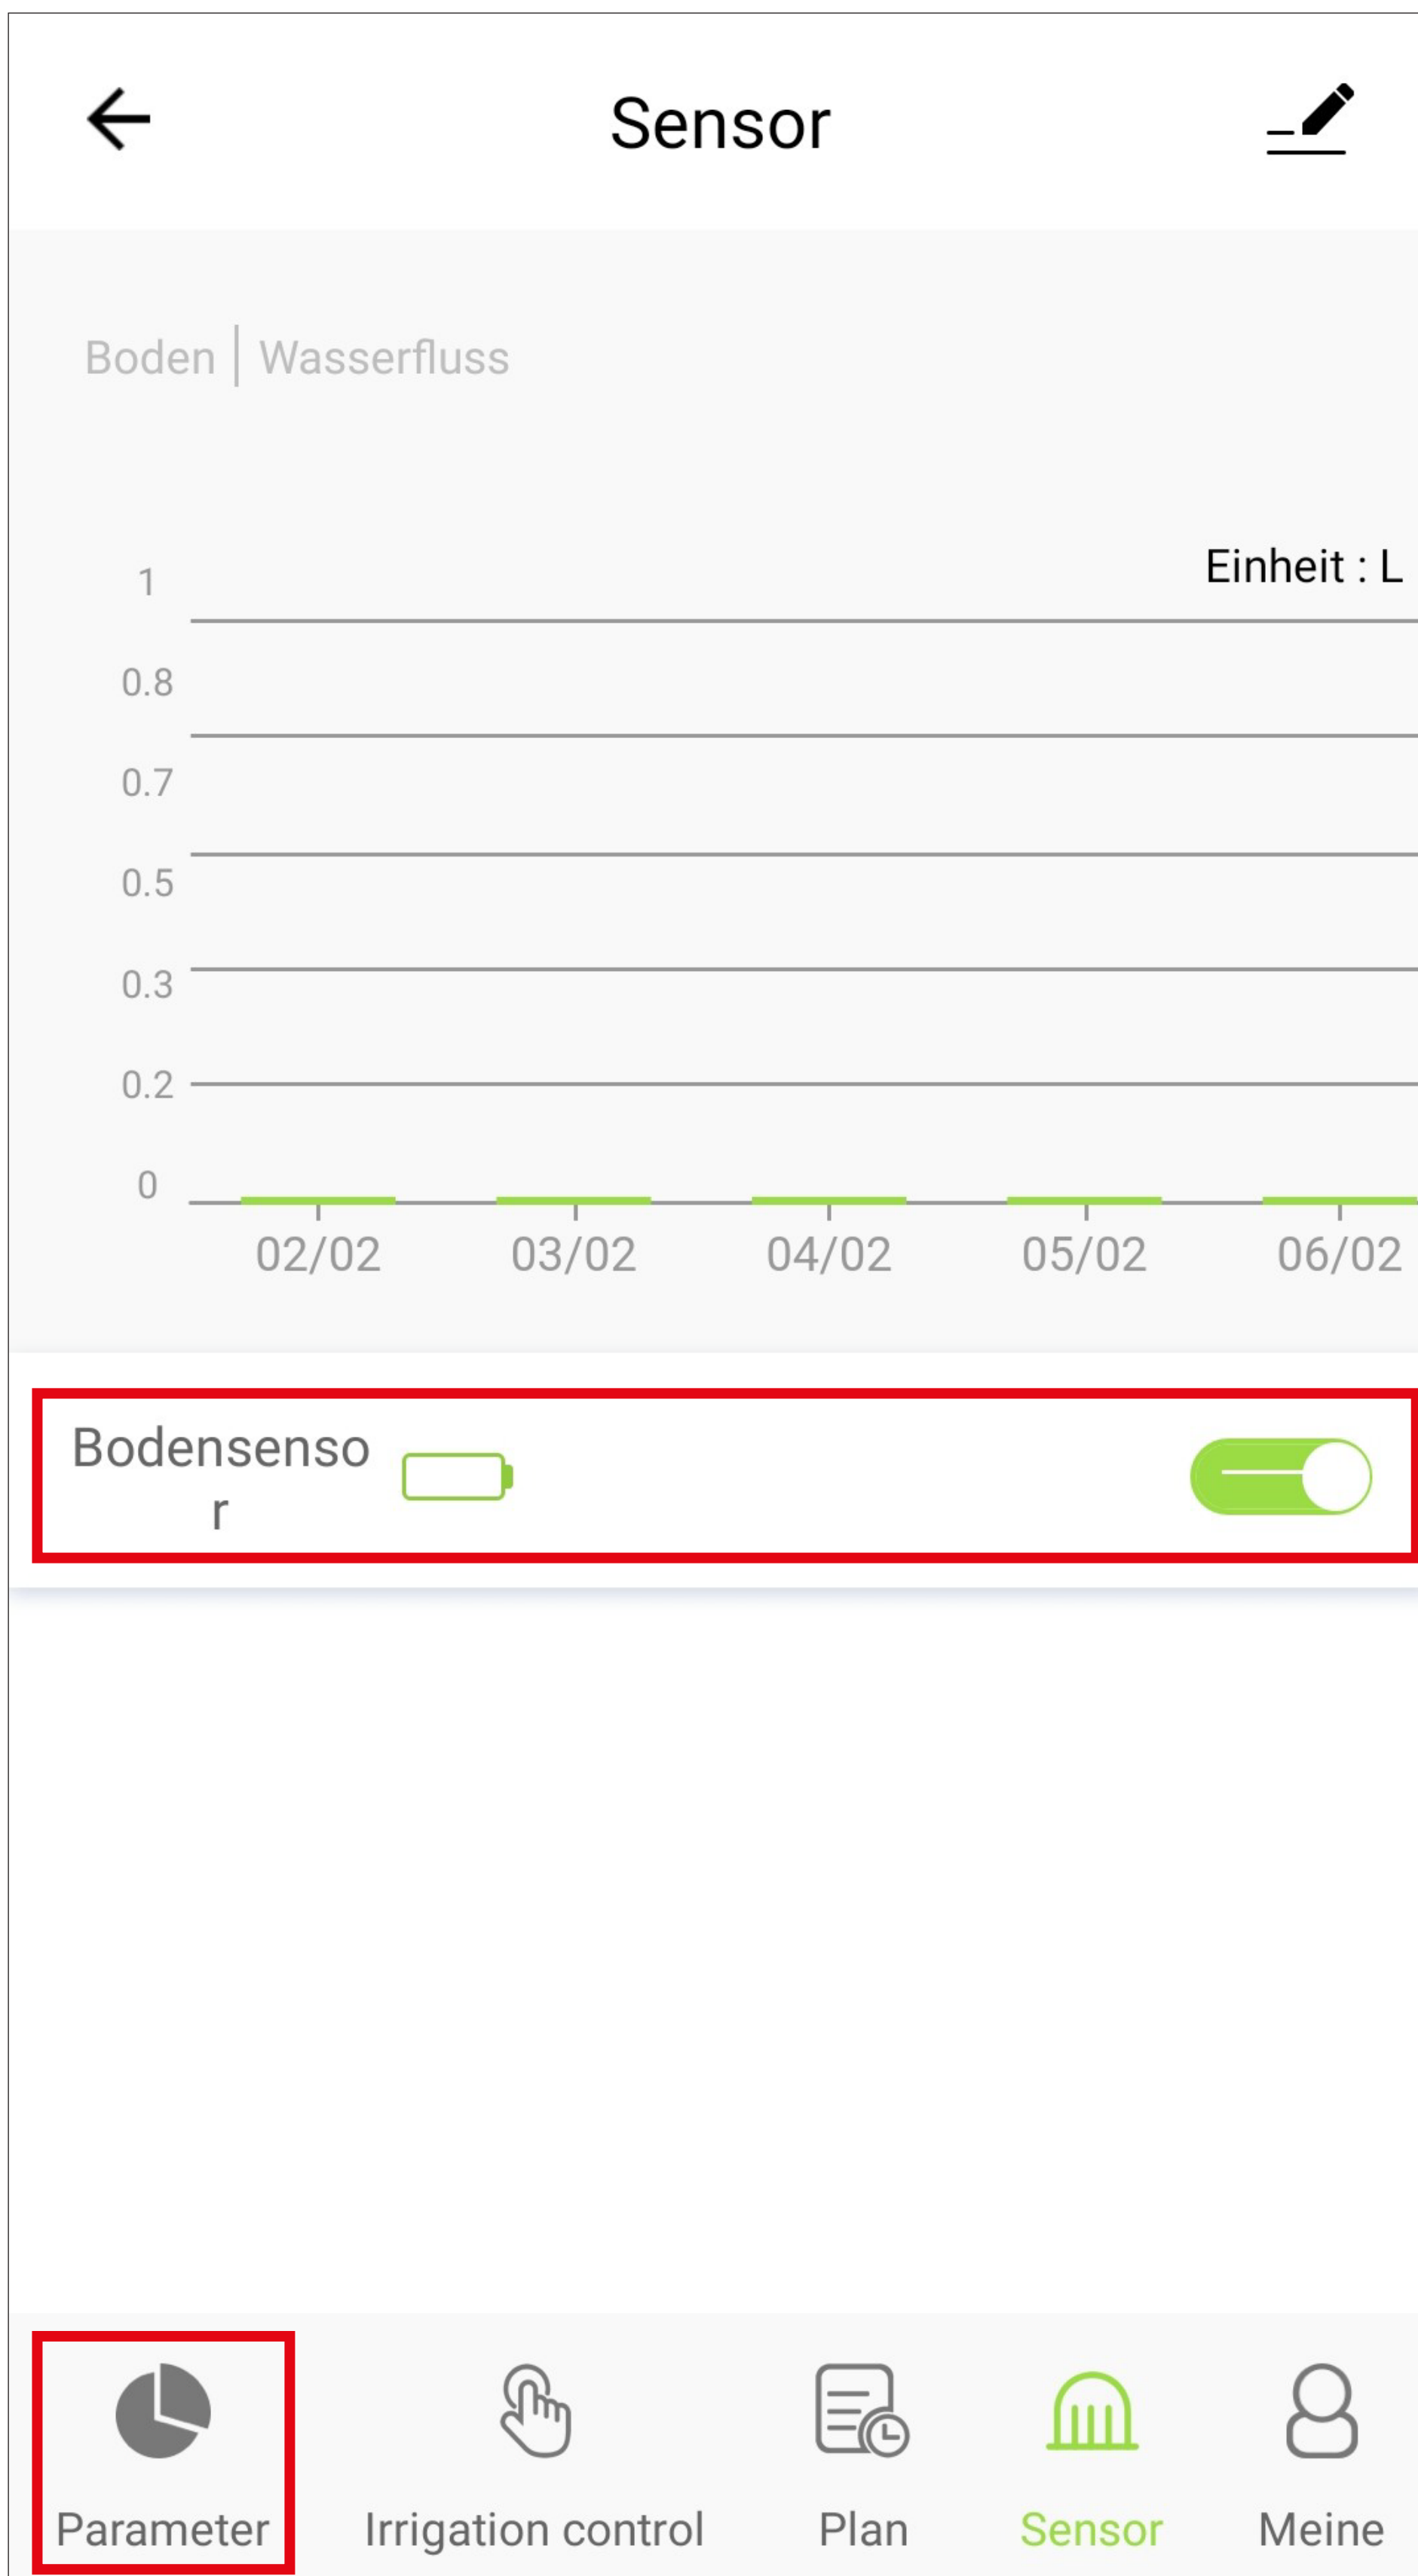 Sensor
Boden | Wasserfluss
Einheit : L
1
0.8
0.7
0.5
0.3
0.2
0
02/02 03/02 04/02 05/02 06/02
Bodensenso
r
Parameter Irrigation control Plan Sensor Meine